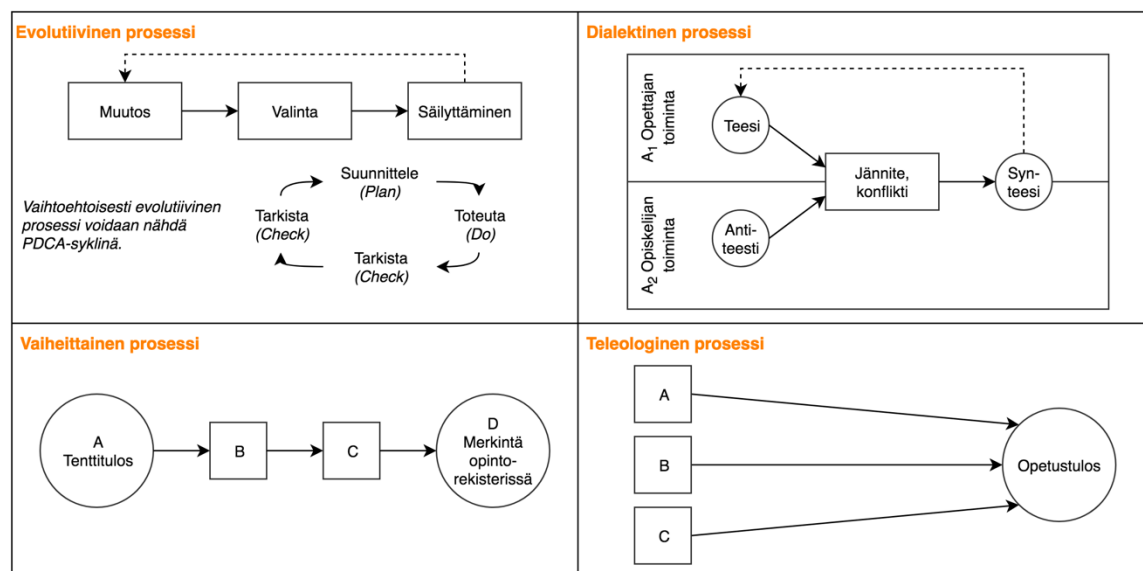 Evolutiivinen prosessi
Muutos
Valinta
Säilyttäminen
Vaihtoehtoisesti evolutiivinen
prosessi voidaan nähdä
PDCA-syklinä.
Suunnittele
(Plan)
Tarkista
(Check)
Toteuta
(Do)
Tarkista
(Check)
Dialektinen prosessi
A1 Opettajan
toiminta
Teesi
Jännite,
konflikti
Syn-
teesi
A2 Opiskelijan
toiminta
Anti-
teesti
Vaiheittainen prosessi
A
Tenttitulos
B
C
D
Merkintä
opinto-
rekisterissä
Teleologinen prosessi
A
B
C
Opetustulos